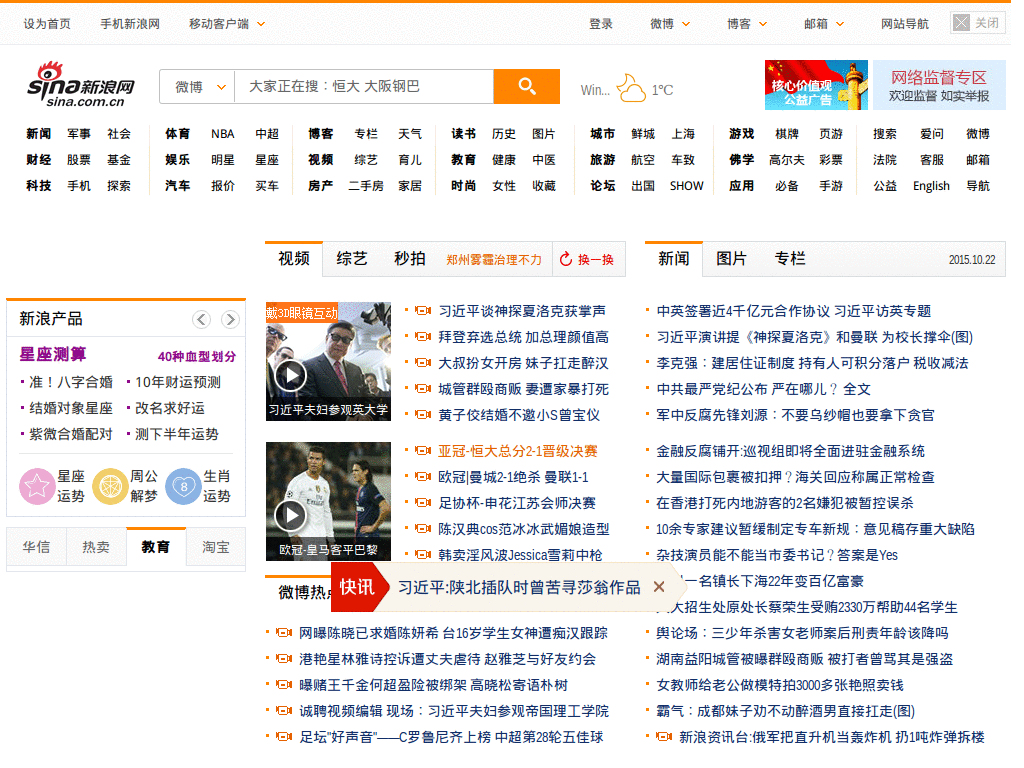 设为首页 手机新浪网 移动客户端 登录 微博 博客 邮箱 网站导航 关闭
sina新浪网
sina.com.cn
微博 大家正在搜：恒大 大阪钢巴 Win... 1℃
核心价值观
公益广告
网络监督专区
欢迎监督 如实举报
新闻 军事 社会 体育 NBA 中超 博客 专栏 天气 读书 历史 图片 城市 鲜城 上海 游戏 棋牌 页游 搜索 爱问 微博
财经 股票 基金 娱乐 明星 星座 视频 综艺 育儿 教育 健康 中医 旅游 航空 车致 佛学 高尔夫 彩票 法院 客服 邮箱
科技 手机 探索 汽车 报价 买车 房产 二手房 家居 时尚 女性 收藏 论坛 出国 SHOW 应用 必备 手游 公益 English 导航
新浪产品
星座测算 40种血型划分
准！八字合婚 10年财运预测
结婚对象星座 改名求好运
紫微合婚配对 测下半年运势
星座运势 周公解梦 8 生肖运势
华信 热卖 教育 淘宝
视频 综艺 秒拍 郑州雾霾治理不力 换一换
戴3D眼镜互动
习近平夫妇参观英大学
习近平谈神探夏洛克获掌声
拜登弃选总统 加总理颜值高
大叔扮女开房 妹子扛走醉汉
城管群殴商贩 妻遭家暴打死
黄子佼结婚不邀小S曾宝仪
欧冠-皇马客平巴黎
亚冠-恒大总分2-1晋级决赛
欧冠|曼城2-1绝杀 曼联1-1
足协杯-申花江苏会师决赛
陈汉典cos范冰冰武媚娘造型
韩卖淫风波Jessica雪莉中枪
微博热
快讯 习近平:陕北插队时曾苦寻莎翁作品
网曝陈晓已求婚陈妍希 台16岁学生女神遭痴汉跟踪
港艳星林雅诗控诉遭丈夫虐待 赵雅芝与好友约会
曝赌王千金何超盈险被绑架 高晓松寄语朴树
诚聘视频编辑 现场：习近平夫妇参观帝国理工学院
足坛"好声音"——C罗鲁尼齐上榜 中超第28轮五佳球
新闻 图片 专栏 2015.10.22
中英签署近4千亿元合作协议 习近平访英专题
习近平演讲提《神探夏洛克》和曼联 为校长撑伞(图)
李克强：建居住证制度 持有人可积分落户 税收减法
中共最严党纪公布 严在哪儿？ 全文
军中反腐先锋刘源：不要乌纱帽也要拿下贪官
金融反腐铺开:巡视组即将全面进驻金融系统
大量国际包裹被扣押？海关回应称属正常检查
在香港打死内地游客的2名嫌犯被暂控误杀
10余专家建议暂缓制定专车新规：意见稿存重大缺陷
杂技演员能不能当市委书记？答案是Yes
一名镇长下海22年变百亿富豪
大招生处原处长蔡荣生受贿2330万帮助44名学生
舆论场：三少年杀害女老师案后刑责年龄该降吗
湖南益阳城管被曝群殴商贩 被打者曾骂其是强盗
女教师给老公做模特拍3000多张艳照卖钱
霸气：成都妹子劝不动醉酒男直接扛走(图)
新浪资讯台:俄军把直升机当轰炸机 扔1吨炸弹拆楼